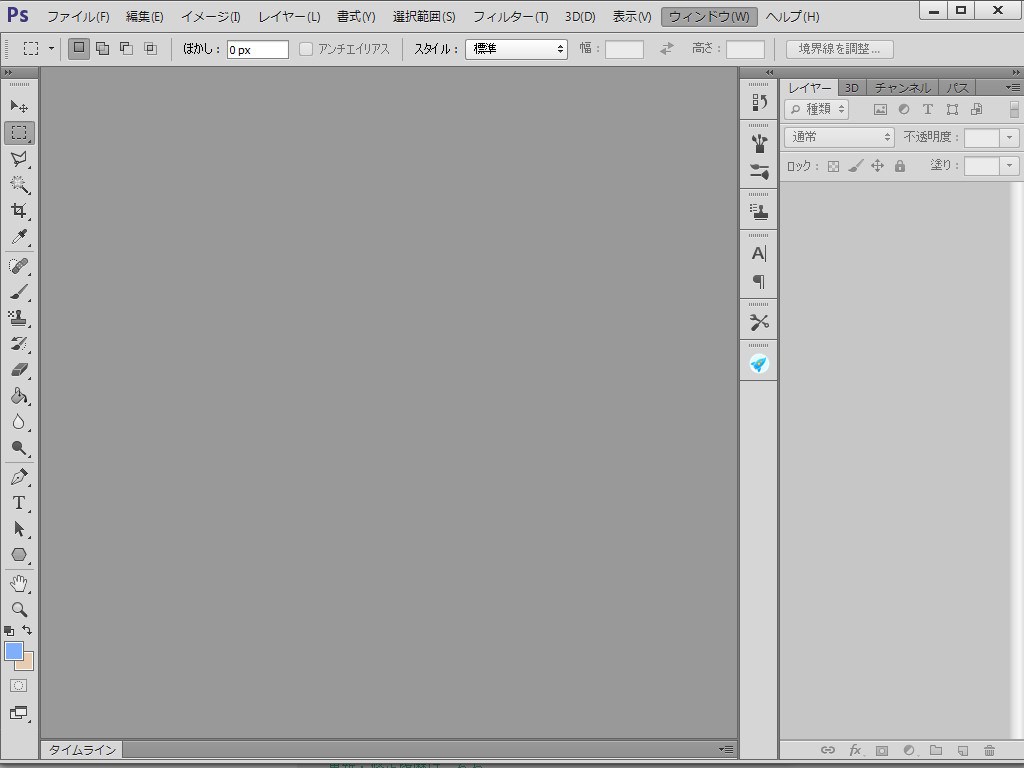 Ps ファイル(F) 編集(E) イメージ(I) レイヤー(L) 書式(Y) 選択範囲(S) フィルター(T) 3D(D) 表示(V) ウィンドウ(W) ヘルプ(H)
ぼかし : 0 px アンチエイリアス スタイル : 標準 幅 : 高さ : 境界線を調整...
レイヤー 3D チャンネル パス
種類
通常 不透明度 :
ロック : 塗り :
タイムライン